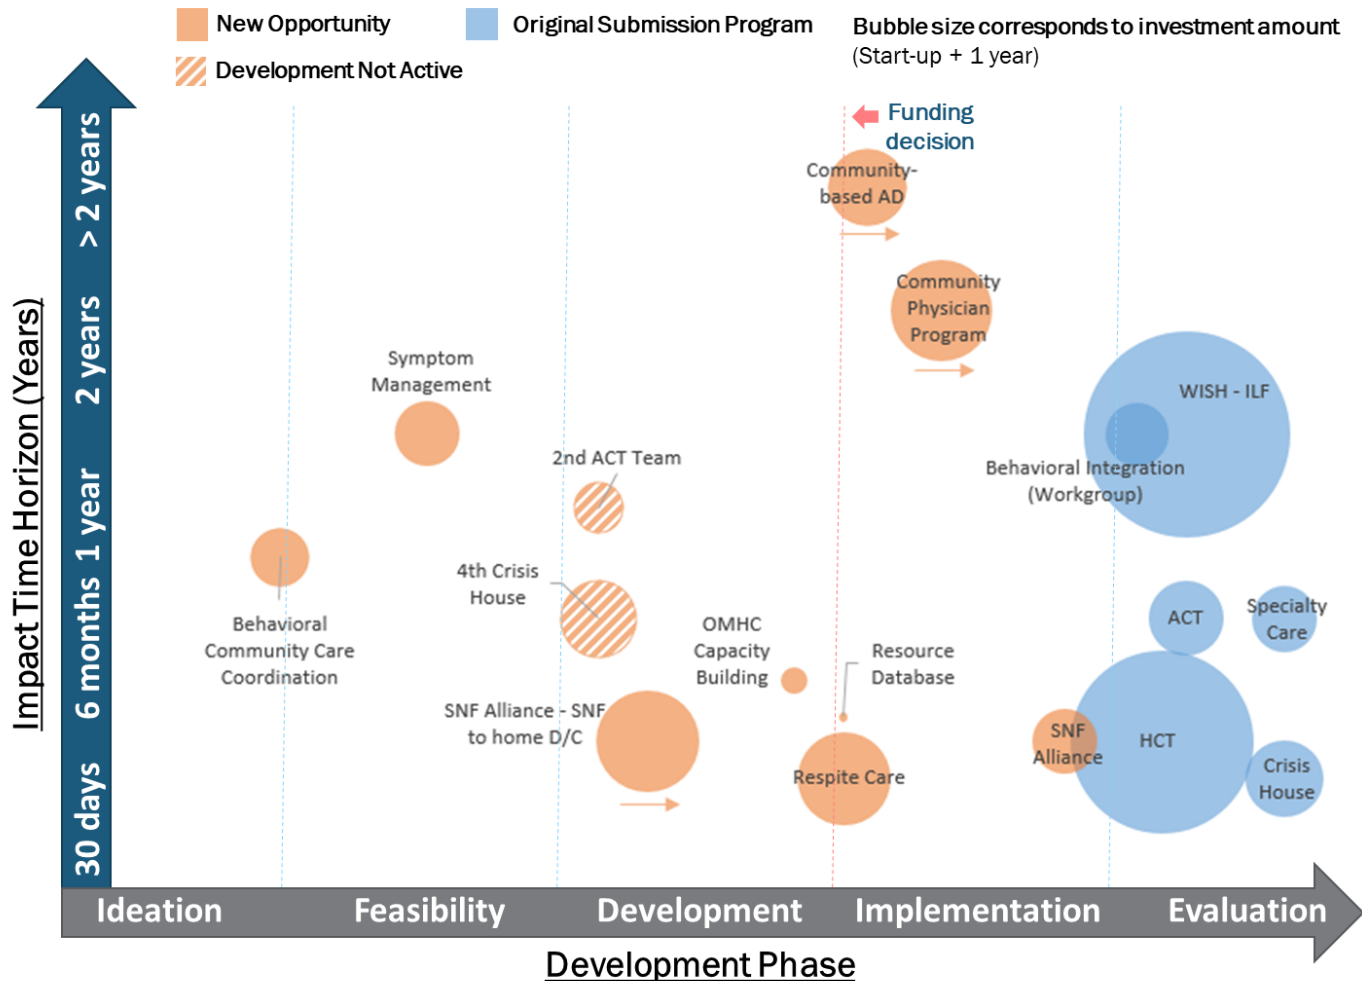 New Opportunity
Original Submission Program
Bubble size corresponds to investment amount
(Start-up + 1 year)
Development Not Active
Funding
decision
Community-
based AD
Community
Physician
Program
Symptom
Management
WISH - ILF
2nd ACT Team
Behavioral Integration
(Workgroup)
4th Crisis
House
Behavioral
Community Care
Coordination
OMHC
Capacity
Building
Resource
Database
ACT
Specialty
Care
SNF Alliance - SNF
to home D/C
Respite Care
SNF
Alliance
HCT
Crisis
House
Impact Time Horizon (Years)
> 2 years
2 years
1 year
6 months
30 days
Ideation
Feasibility
Development
Implementation
Evaluation
Development Phase